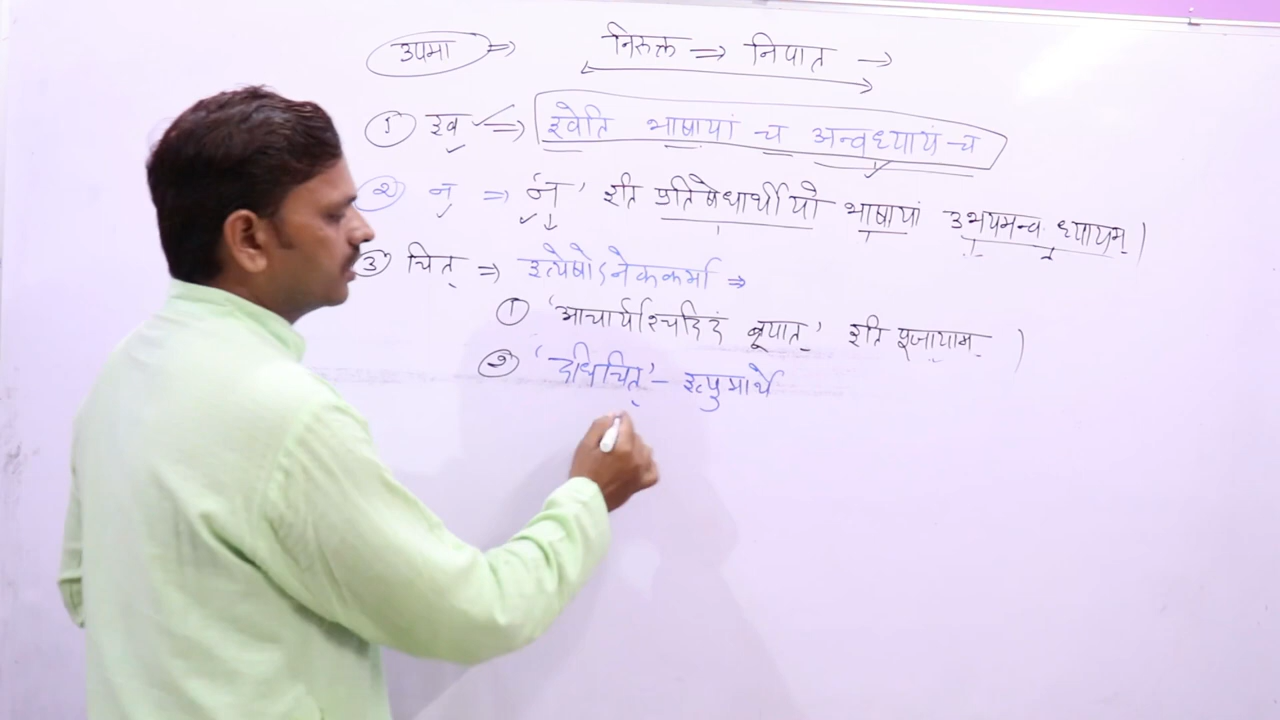 उपमा ⇒ निरुक्त ⇒ निपात →
① इव ✓⇒ इवेति भाषायां च अन्वध्यायं च
② न ⇒ 'न' इति प्रतिषेधार्थीयो भाषायां उभयमन्वध्यायम्।
③ चित् ⇒ इत्येषोऽनेककर्मा ⇒
① 'आचार्यश्चिदिदं ब्रूयात्' इति पूजायाम्।
② 'दधिचित्' - इत्युपमार्थे